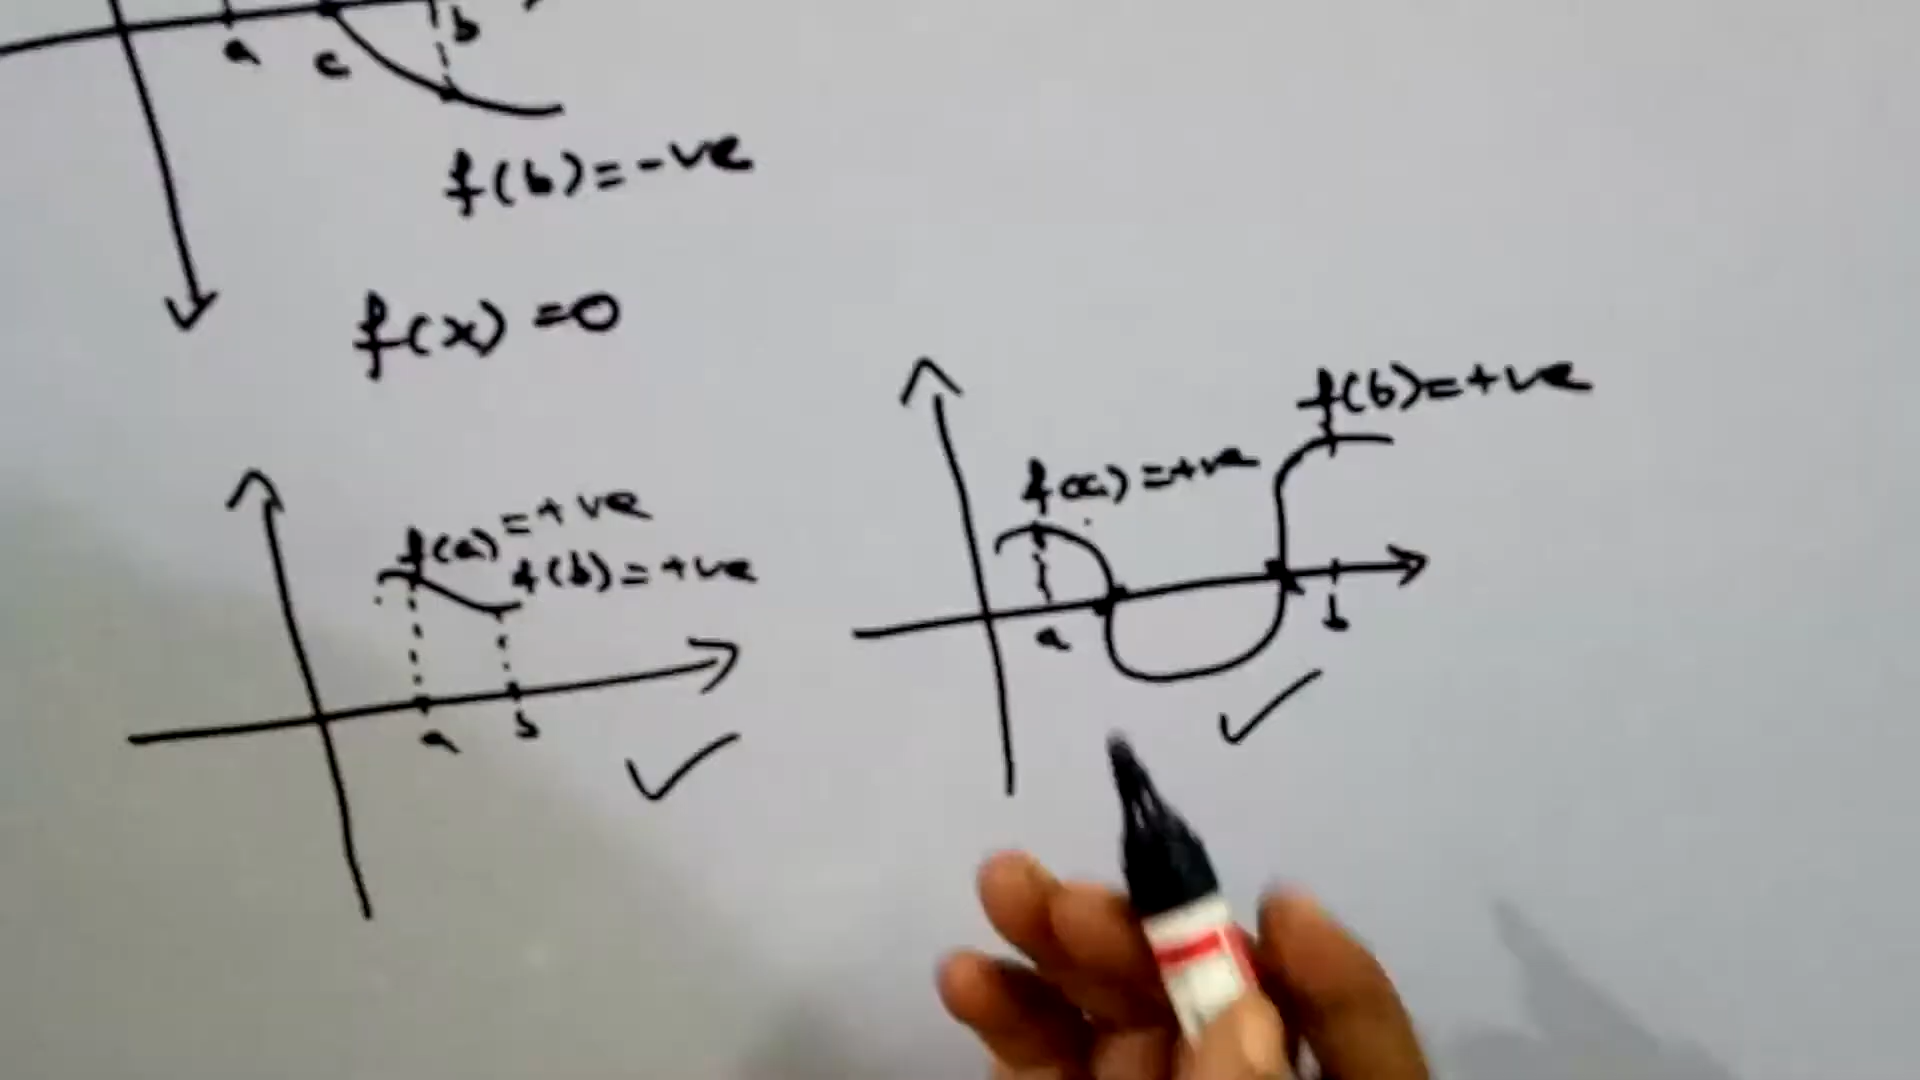 a c b
f(b)=-ve
f(x)=0
f(a)=+ve
f(b)=+ve
a b
f(b)=+ve
f(a)=+ve
a b